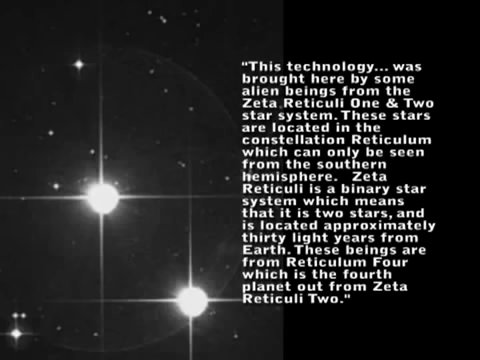 "This technology... was
brought here by some
alien beings from the
Zeta Reticuli One & Two
star system. These stars
are located in the
constellation Reticulum
which can only be seen
from the southern
hemisphere. Zeta
Reticuli is a binary star
system which means
that it is two stars, and
is located approximately
thirty light years from
Earth. These beings are
from Reticulum Four
which is the fourth
planet out from Zeta
Reticuli Two."